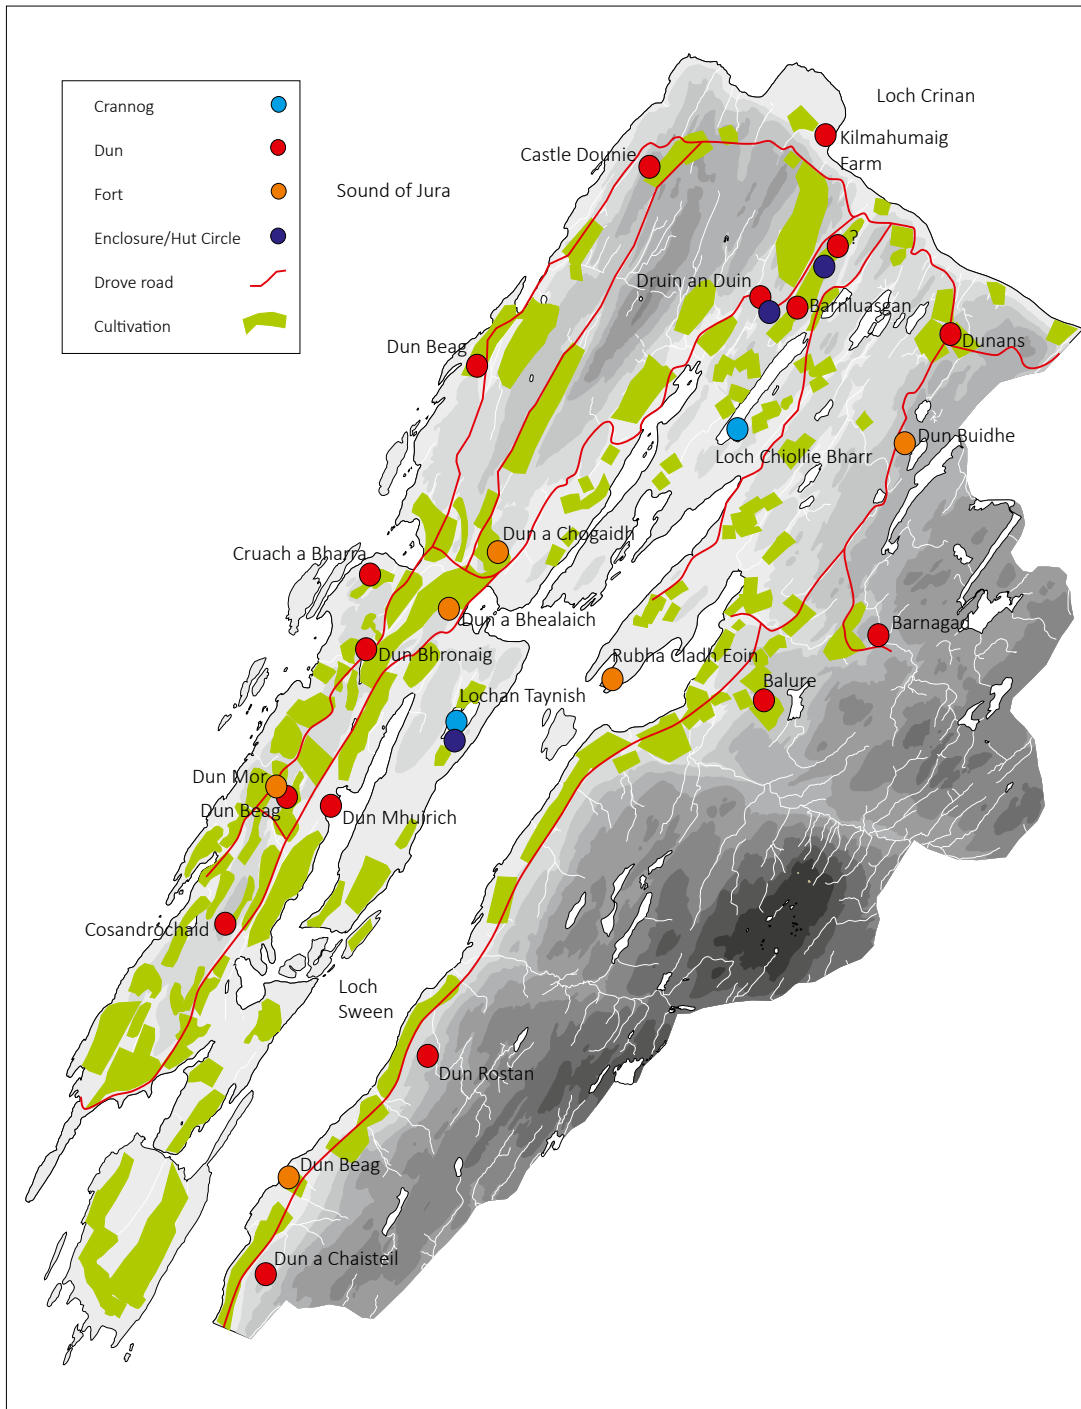 Crannog
Dun
Fort
Enclosure/Hut Circle
Drove road
Cultivation
Loch Crinan
Kilmahumaig
Farm
Castle Dounie
Sound of Jura
?
Druin an Duin
Barnluasgan
Dunans
Dun Beag
Dun Buidhe
Loch Chiollie Bharr
Dun a Chogaidh
Cruach a Bharra
Dun a Bhealaich
Barnagad
Dun Bhronaig
Rubha Cladh Eoin
Balure
Lochan Taynish
Dun Mor
Dun Beag
Dun Mhuirich
Cosandrochaid
Loch
Sween
Dun Rostan
Dun Beag
Dun a Chaisteil